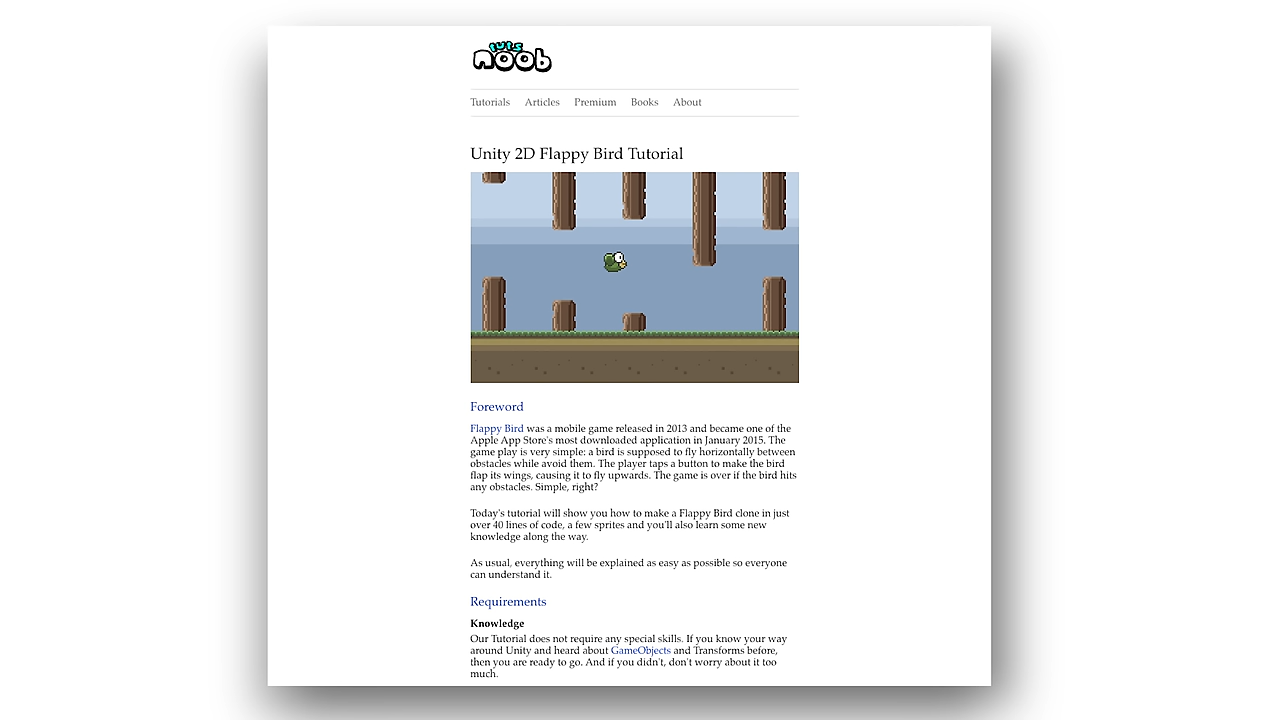 tuts
noob
Tutorials Articles Premium Books About
Unity 2D Flappy Bird Tutorial
Foreword
Flappy Bird was a mobile game released in 2013 and became one of the
Apple App Store's most downloaded application in January 2015. The
game play is very simple: a bird is supposed to fly horizontally between
obstacles while avoid them. The player taps a button to make the bird
flap its wings, causing it to fly upwards. The game is over if the bird hits
any obstacles. Simple, right?
Today's tutorial will show you how to make a Flappy Bird clone in just
over 40 lines of code, a few sprites and you'll also learn some new
knowledge along the way.
As usual, everything will be explained as easy as possible so everyone
can understand it.
Requirements
Knowledge
Our Tutorial does not require any special skills. If you know your way
around Unity and heard about GameObjects and Transforms before,
then you are ready to go. And if you didn't, don't worry about it too
much.